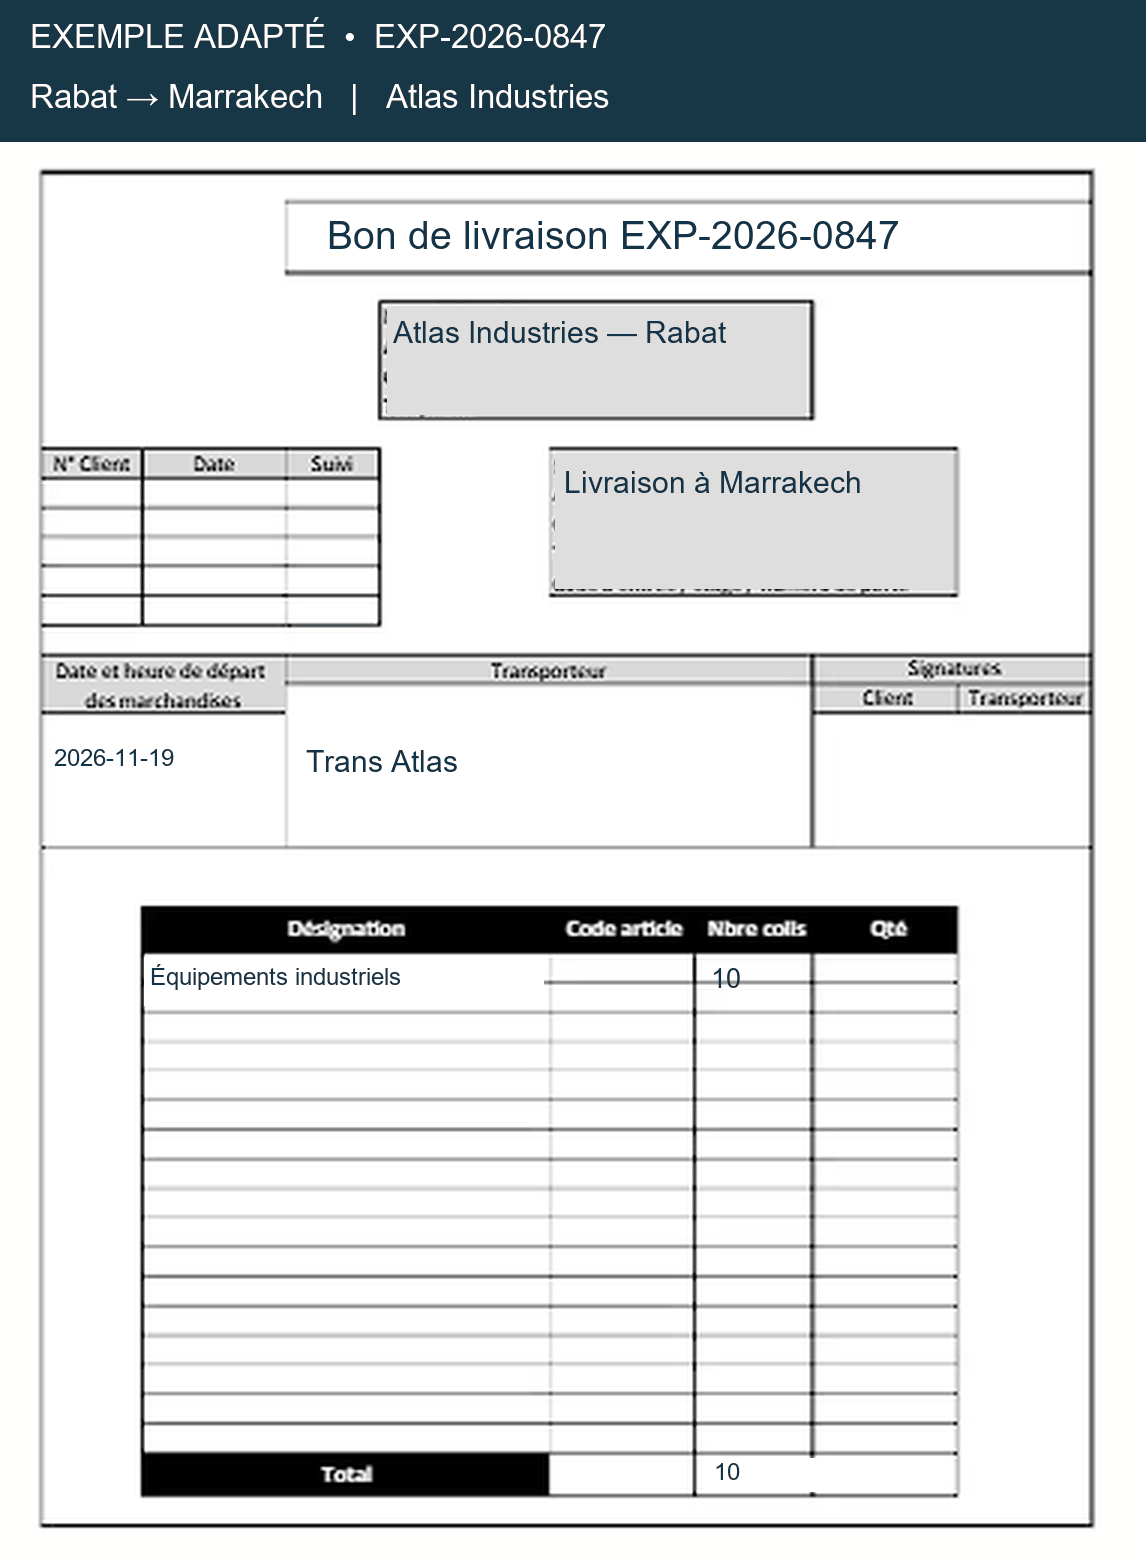 EXEMPLE ADAPTÉ • EXP-2026-0847
Rabat → Marrakech | Atlas Industries
Bon de livraison EXP-2026-0847
Atlas Industries — Rabat
N° Client Date Suivi
Livraison à Marrakech
Date et heure de départ des marchandises
Transporteur
Signatures
Client Transporteur
2026-11-19
Trans Atlas
Désignation Code article Nbre colis Qté
Équipements industriels 10
Total 10